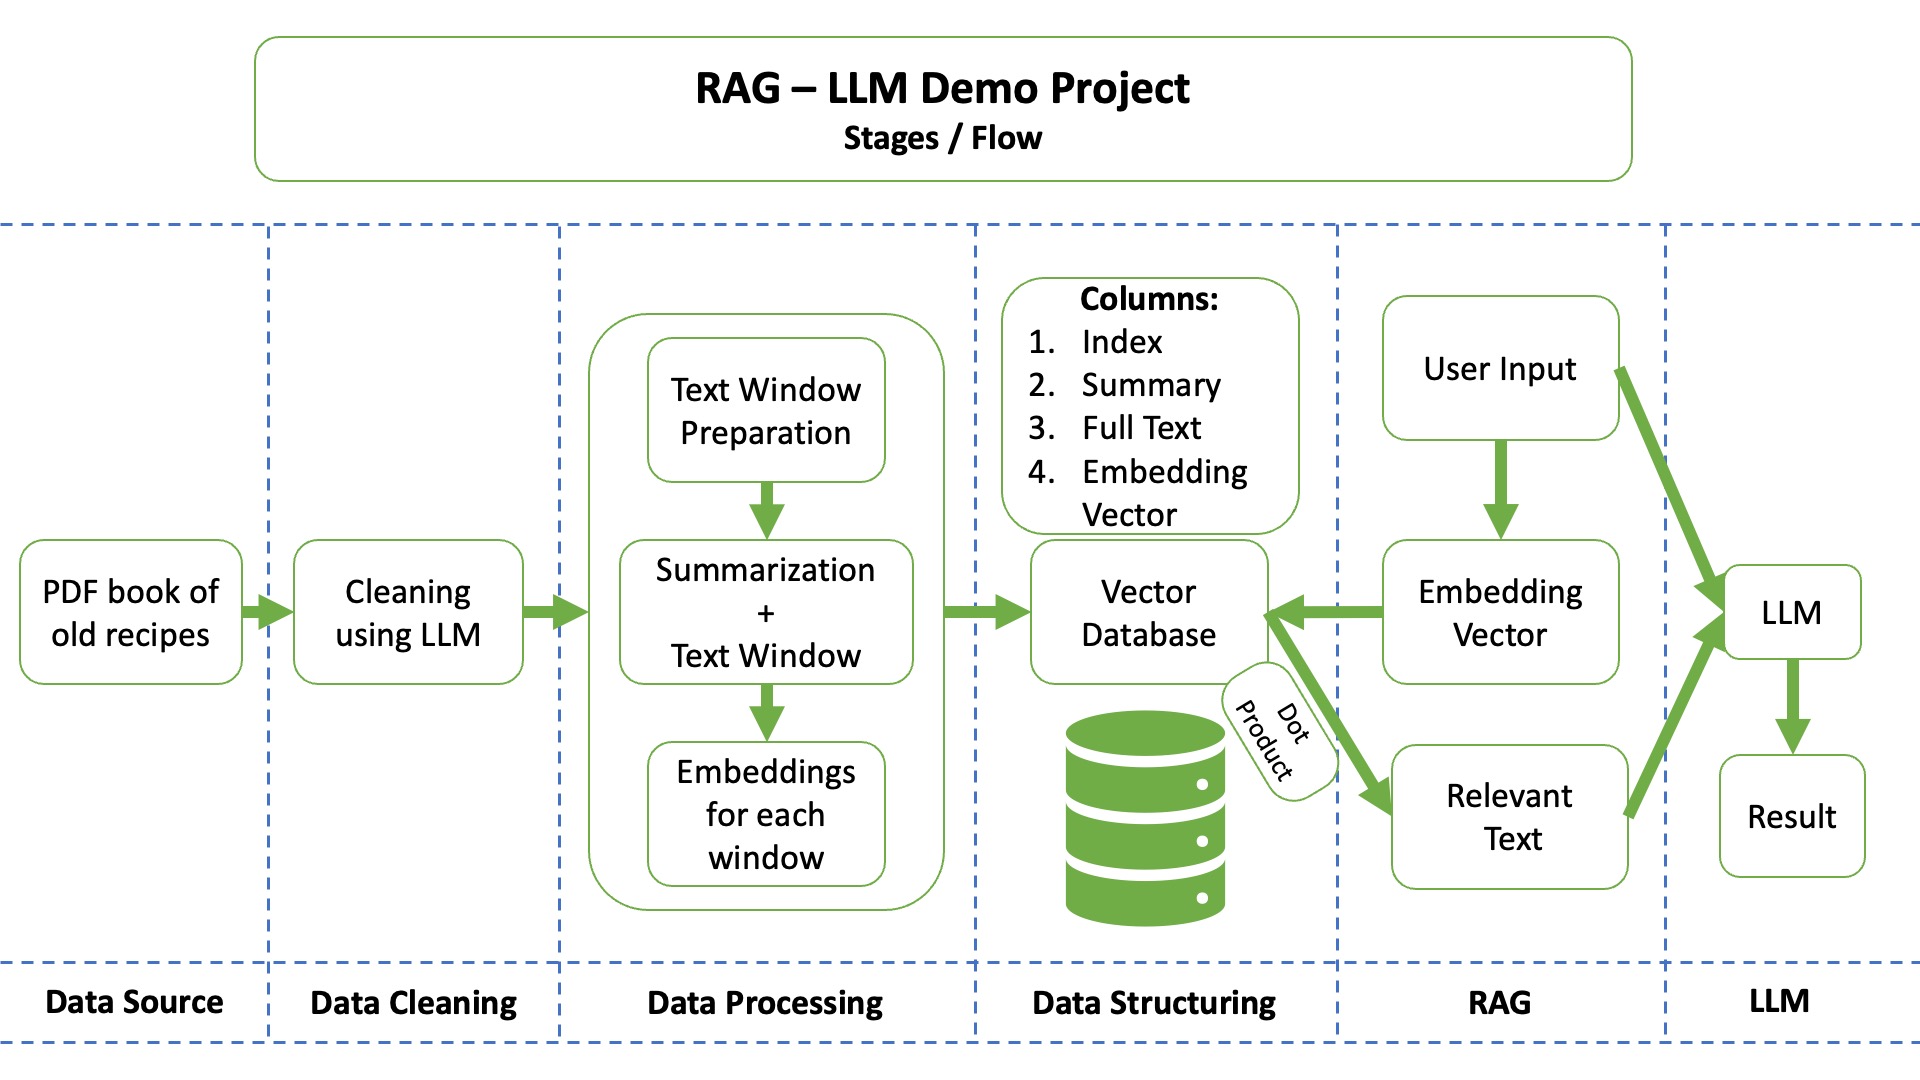 RAG – LLM Demo Project
Stages / Flow
PDF book of
old recipes
Cleaning
using LLM
Text Window
Preparation
Summarization
+
Text Window
Embeddings
for each
window
Columns:
1. Index
2. Summary
3. Full Text
4. Embedding
Vector
Vector
Database
Dot
Product
User Input
Embedding
Vector
Relevant
Text
LLM
Result
Data Source
Data Cleaning
Data Processing
Data Structuring
RAG
LLM